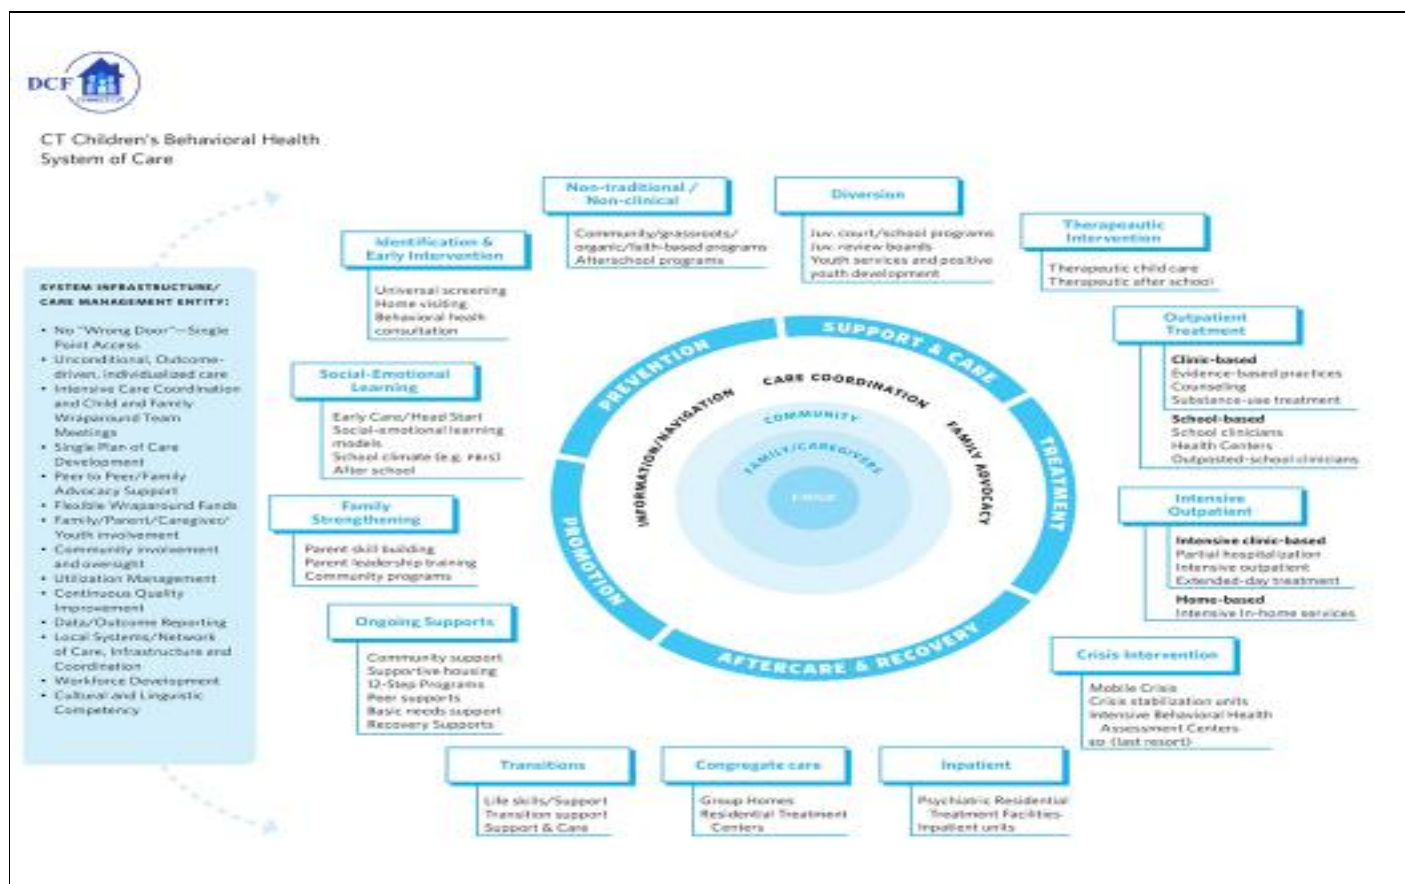 DCF
CT Children's Behavioral Health
System of Care
SYSTEM INFRASTRUCTURE/
CARE MANAGEMENT ENTITY:
• No "Wrong Door"—Single
Point Access
• Unconditional, Outcome-
driven, individualized care
• Intensive Care Coordination
and Child and Family
Wraparound Team
Meetings
• Single Plan of Care
Development
• Peer to Peer/Family
Advocacy Support
• Flexible Wraparound Funds
• Family/Parent/Caregiver/
Youth involvement
• Community involvement
and oversight
• Utilization Management
• Continuous Quality
Improvement
• Data/Outcome Reporting
• Local Systems/Network
of Care, Infrastructure and
Coordination
• Workforce Development
• Cultural and Linguistic
Competency
Identification &
Early Intervention
Universal screening
Home visiting
Behavioral health
consultation
Non-traditional /
Non-clinical
Community/grassroots/
organic/faith-based programs
Afterschool programs
Diversion
Juv. court/school programs
Juv. review boards
Youth services and positive
youth development
Therapeautic
Intervention
Therapeutic child care
Therapeutic after school
Outpatient
Treatment
Clinic-based
Evidence-based practices
Counseling
Substance-use treatment
School-based
School clinicians
Health Centers
Outposted-school clinicians
Intensive
Outpatient
Intensive clinic-based
Partial hospitalization
Intensive outpatient
Extended-day treatment
Home-based
Intensive In-home services
Crisis Intervention
Mobile Crisis
Crisis stabilization units
Intensive Behavioral Health
Assessment Centers
ED (last resort)
Inpatient
Psychiatric Residential
Treatment Facilities
Inpatient units
Congregate care
Group Homes
Residential Treatment
Centers
Transitions
Life skills/Support
Transition support
Support & Care
Ongoing Supports
Community support
Supportive housing
12-Step Programs
Peer supports
Basic needs support
Recovery Supports
Family
Strengthening
Parent skill building
Parent leadership training
Community programs
Social-Emotional
Learning
Early Care/Head Start
Social-emotional learning
models
School climate (e.g. PBIS)
After school
PREVENTION
SUPPORT & CARE
TREATMENT
AFTERCARE & RECOVERY
PROMOTION
INFORMATION/NAVIGATION
CARE COORDINATION
FAMILY ADVOCACY
COMMUNITY
FAMILY/CAREGIVERS
CHILD